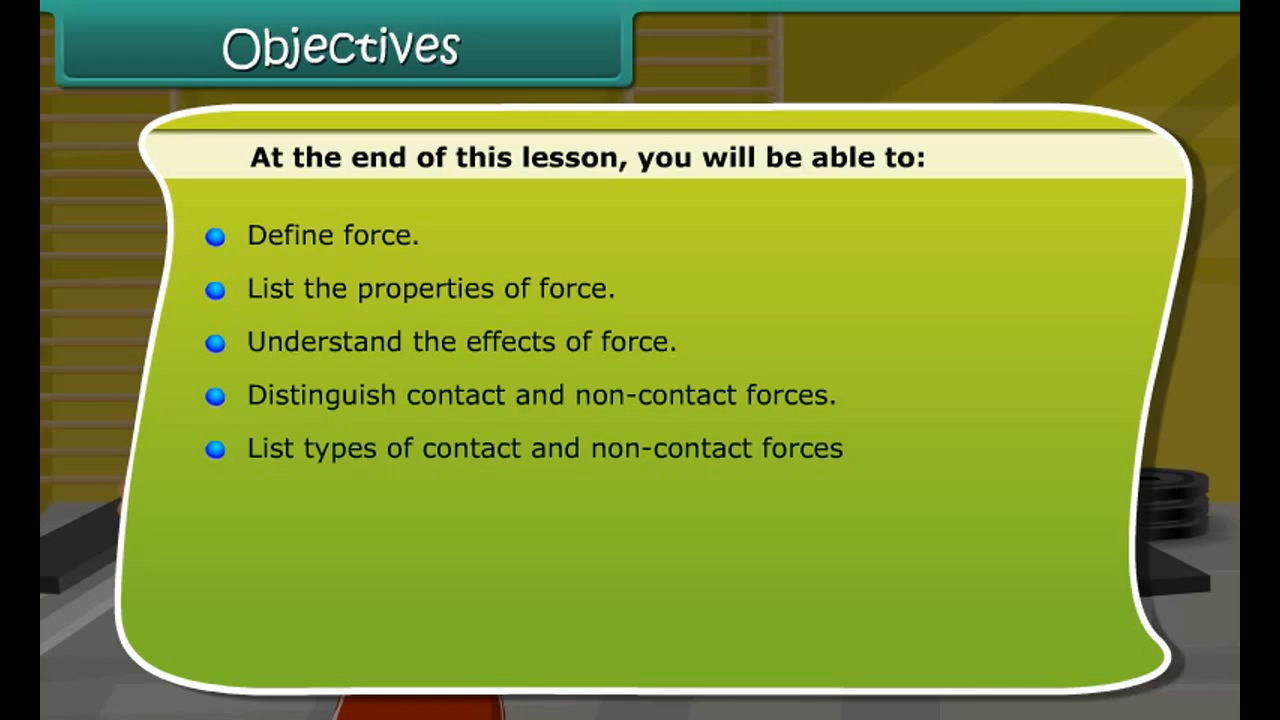 Objectives
At the end of this lesson, you will be able to:
Define force.
List the properties of force.
Understand the effects of force.
Distinguish contact and non-contact forces.
List types of contact and non-contact forces